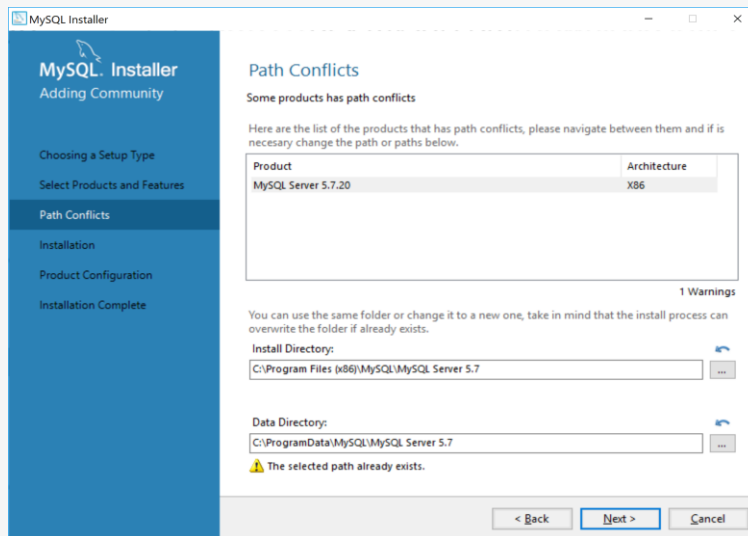 MySQL Installer
MySQL. Installer
Adding Community
Choosing a Setup Type
Select Products and Features
Path Conflicts
Installation
Product Configuration
Installation Complete
Path Conflicts
Some products has path conflicts
Here are the list of the products that has path conflicts, please navigate between them and if is
necesary change the path or paths below.
Product Architecture
MySQL Server 5.7.20 X86
1 Warnings
You can use the same folder or change it to a new one, take in mind that the install process can
overwrite the folder if already exists.
Install Directory:
C:\Program Files (x86)\MySQL\MySQL Server 5.7
...
Data Directory:
C:\ProgramData\MySQL\MySQL Server 5.7
...
The selected path already exists.
< Back Next > Cancel